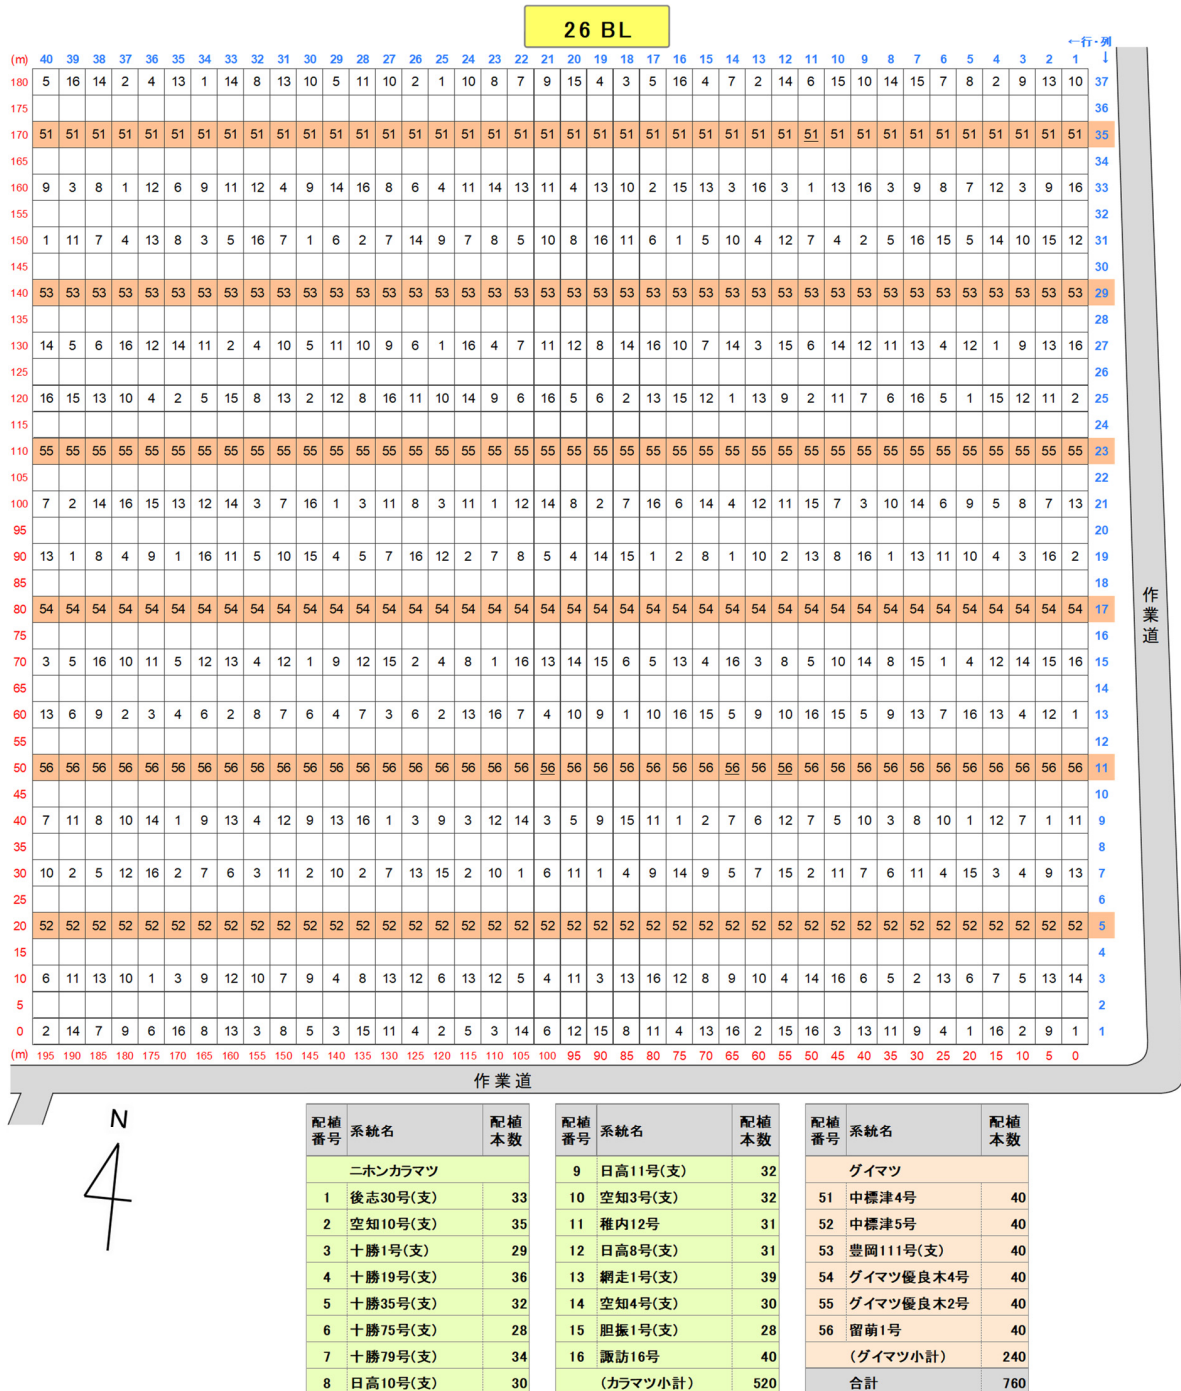 26 BL
←行・列
(m) 40 39 38 37 36 35 34 33 32 31 30 29 28 27 26 25 24 23 22 21 20 19 18 17 16 15 14 13 12 11 10 9 8 7 6 5 4 3 2 1 ↓
180 5 16 14 2 4 13 1 14 8 13 10 5 11 10 2 1 10 8 7 9 15 4 3 5 16 4 7 2 14 6 15 10 14 15 7 8 2 9 13 10 37
175 36
170 51 51 51 51 51 51 51 51 51 51 51 51 51 51 51 51 51 51 51 51 51 51 51 51 51 51 51 51 51 51 51 51 51 51 51 51 51 51 51 51 35
165 34
160 9 3 8 1 12 6 9 11 12 4 9 14 16 8 6 4 11 14 13 11 4 13 10 2 15 13 3 16 3 1 13 16 3 9 8 7 12 3 9 16 33
155 32
150 1 11 7 4 13 8 3 5 16 7 1 6 2 7 14 9 7 8 5 10 8 16 11 6 1 5 10 4 12 7 4 2 5 16 15 5 14 10 15 12 31
145 30
140 53 53 53 53 53 53 53 53 53 53 53 53 53 53 53 53 53 53 53 53 53 53 53 53 53 53 53 53 53 53 53 53 53 53 53 53 53 53 53 53 29
135 28
130 14 5 6 16 12 14 11 2 4 10 5 11 10 9 6 1 16 4 7 11 12 8 14 16 10 7 14 3 15 6 14 12 11 13 4 12 1 9 13 16 27
125 26
120 16 15 13 10 4 2 5 15 8 13 2 12 8 16 11 10 14 9 6 16 5 6 2 13 15 12 1 13 9 2 11 7 6 16 5 1 15 12 11 2 25
115 24
110 55 55 55 55 55 55 55 55 55 55 55 55 55 55 55 55 55 55 55 55 55 55 55 55 55 55 55 55 55 55 55 55 55 55 55 55 55 55 55 55 23
105 22
100 7 2 14 16 15 13 12 14 3 7 16 1 3 11 8 3 11 1 12 14 8 2 7 16 6 14 4 12 11 15 7 3 10 14 6 9 5 8 7 13 21
95 20
90 13 1 8 4 9 1 16 11 5 10 15 4 5 7 16 12 2 7 8 5 4 14 15 1 2 8 1 10 2 13 8 16 1 13 11 10 4 3 16 2 19
85 18
80 54 54 54 54 54 54 54 54 54 54 54 54 54 54 54 54 54 54 54 54 54 54 54 54 54 54 54 54 54 54 54 54 54 54 54 54 54 54 54 54 17
75 16
70 3 5 16 10 11 5 12 13 4 12 1 9 12 15 2 4 8 1 16 13 14 15 6 5 13 4 16 3 8 5 10 14 8 15 1 4 12 14 15 16 15
65 14
60 13 6 9 2 3 4 6 2 8 7 6 4 7 3 6 2 13 16 7 4 10 9 1 10 16 15 5 9 10 16 15 5 9 13 7 16 13 4 12 1 13
55 12
50 56 56 56 56 56 56 56 56 56 56 56 56 56 56 56 56 56 56 56 56 56 56 56 56 56 56 56 56 56 56 56 56 56 56 56 56 56 56 56 56 11
45 10
40 7 11 8 10 14 1 9 13 4 12 9 13 16 1 3 9 3 12 14 3 5 9 15 11 1 2 7 6 12 7 5 10 3 8 10 1 12 7 1 11 9
35 8
30 10 2 5 12 16 2 7 6 3 11 2 10 2 7 13 15 2 10 1 6 11 1 4 9 14 9 5 7 15 2 11 7 6 11 4 15 3 4 9 13 7
25 6
20 52 52 52 52 52 52 52 52 52 52 52 52 52 52 52 52 52 52 52 52 52 52 52 52 52 52 52 52 52 52 52 52 52 52 52 52 52 52 52 52 5
15 4
10 6 11 13 10 1 3 9 12 10 7 9 4 8 13 12 6 13 12 5 4 11 3 13 16 12 8 9 10 4 14 16 6 5 2 13 6 7 5 13 14 3
5 2
0 2 14 7 9 6 16 8 13 3 8 5 3 15 11 4 2 5 3 14 6 12 15 8 11 4 13 16 2 15 16 3 13 11 9 4 1 16 2 9 1 1
(m) 195 190 185 180 175 170 165 160 155 150 145 140 135 130 125 120 115 110 105 100 95 90 85 80 75 70 65 60 55 50 45 40 35 30 25 20 15 10 5 0
作業道
作業道
N
配植番号 系統名 配植本数
ニホンカラマツ
1 後志30号(支) 33
2 空知10号(支) 35
3 十勝1号(支) 29
4 十勝19号(支) 36
5 十勝35号(支) 32
6 十勝75号(支) 28
7 十勝79号(支) 34
8 日高10号(支) 30
配植番号 系統名 配植本数
9 日高11号(支) 32
10 空知3号(支) 32
11 稚内12号 31
12 日高8号(支) 31
13 網走1号(支) 39
14 空知4号(支) 30
15 胆振1号(支) 28
16 諏訪16号 40
(カラマツ小計) 520
配植番号 系統名 配植本数
グイマツ
51 中標津4号 40
52 中標津5号 40
53 豊岡111号(支) 40
54 グイマツ優良木4号 40
55 グイマツ優良木2号 40
56 留萌1号 40
(グイマツ小計) 240
合計 760